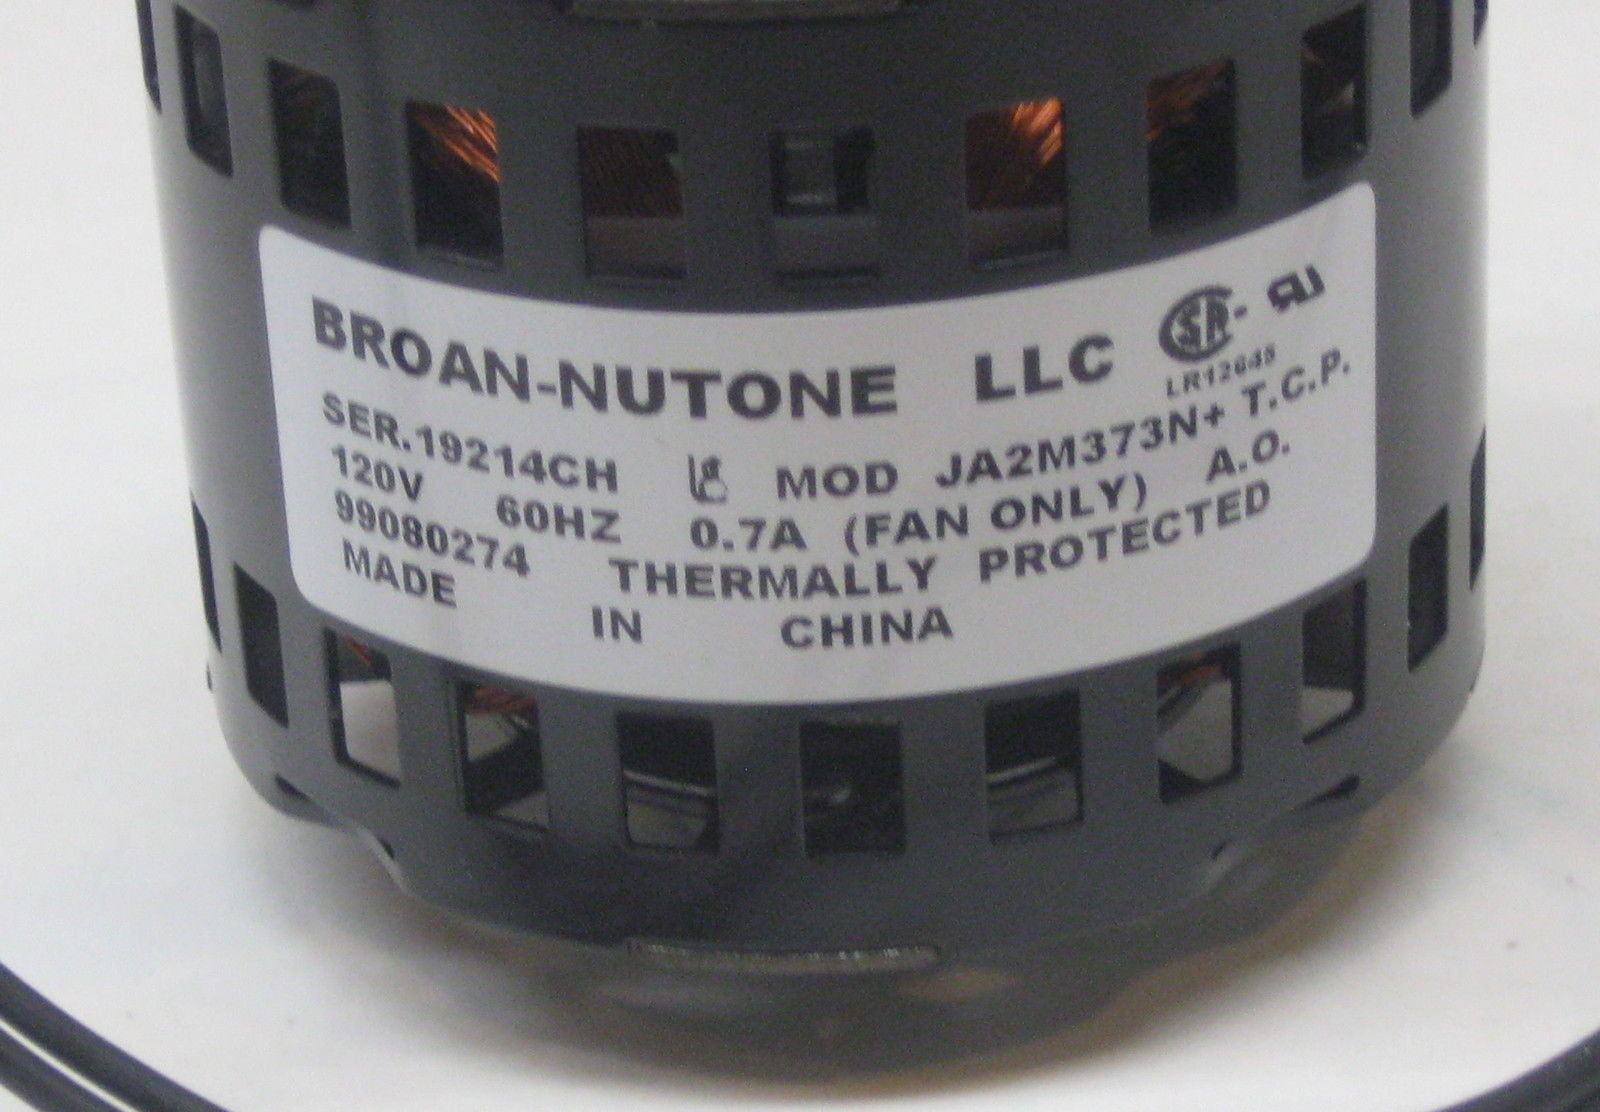 BROAN-NUTONE LLC
LR12645
SER.19214CH MOD JA2M373N+ T.C.P.
120V 60HZ 0.7A (FAN ONLY) A.O.
99080274 THERMALLY PROTECTED
MADE IN CHINA